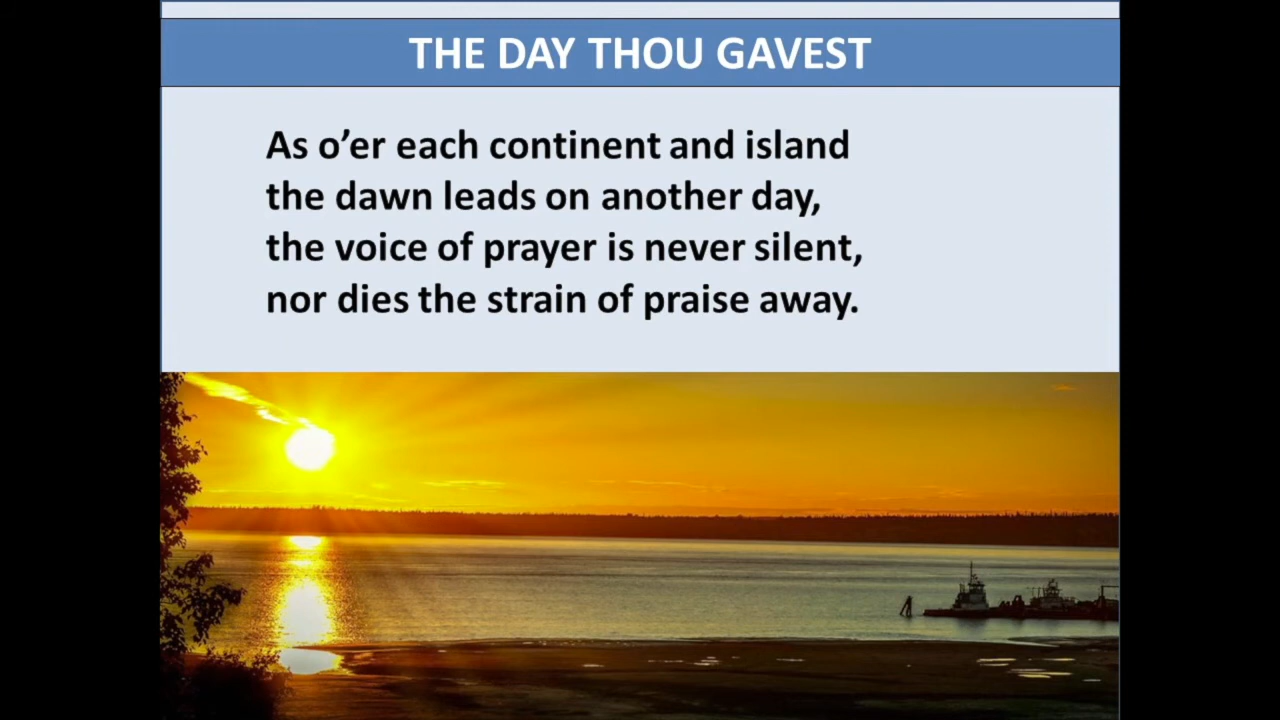 THE DAY THOU GAVEST
As o’er each continent and island
the dawn leads on another day,
the voice of prayer is never silent,
nor dies the strain of praise away.